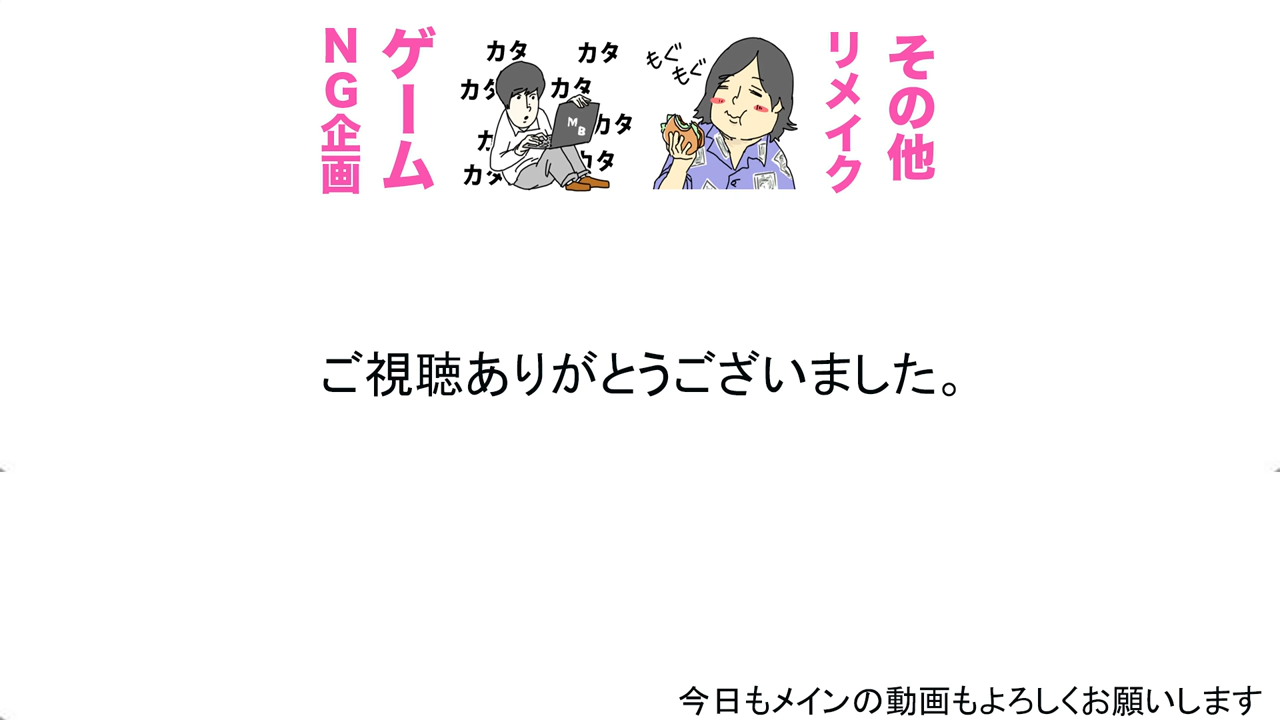 ゲーム
NG企画
カタ
カタ
カタ
カタ
カタ
カタ
カタ
MB
もぐ
もぐ
その他
リメイク
ご視聴ありがとうございました。
今日もメインの動画もよろしくお願いします